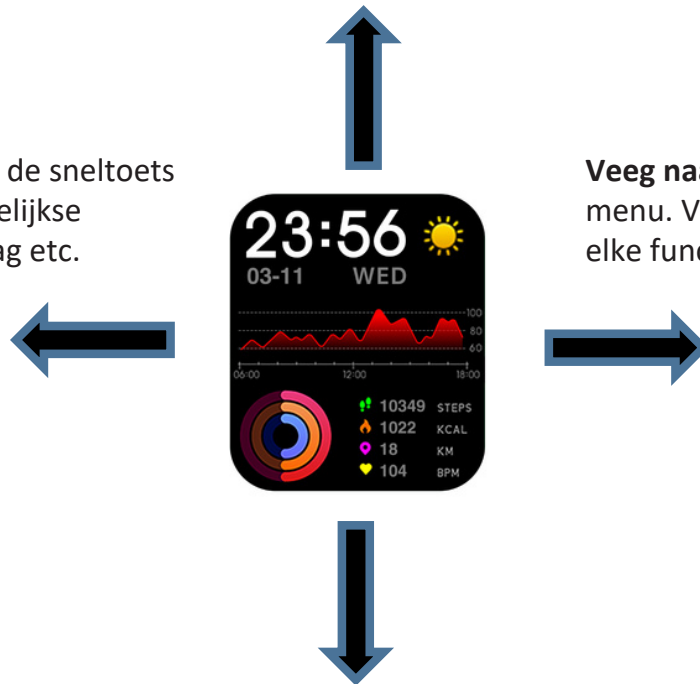 de sneltoets
elijkse
ag etc.
Veeg na
menu. V
elke func
23:56
03-11 WED
100
80
60
06:00 12:00 18:00
10349 STEPS
1022 KCAL
18 KM
104 BPM